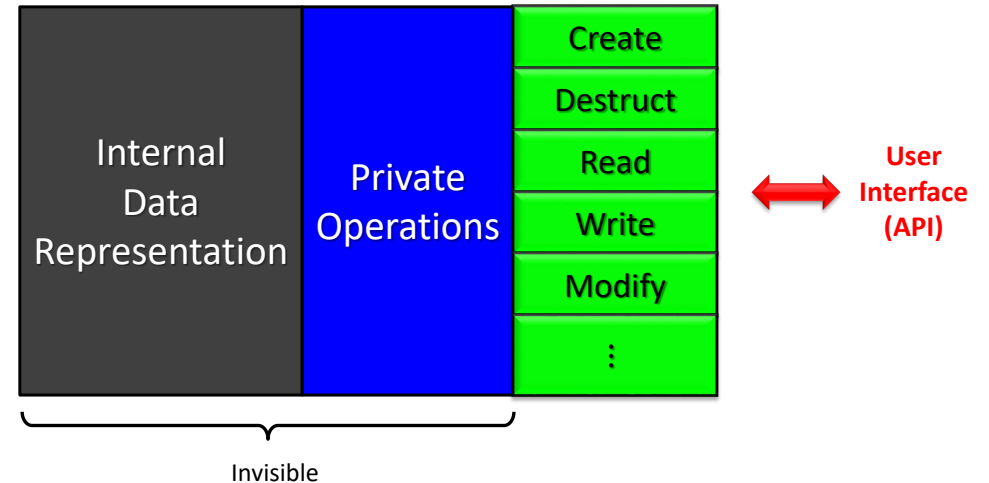 Internal
Data
Representation
Private
Operations
Create
Destruct
Read
Write
Modify
⋮
User
Interface
(API)
Invisible